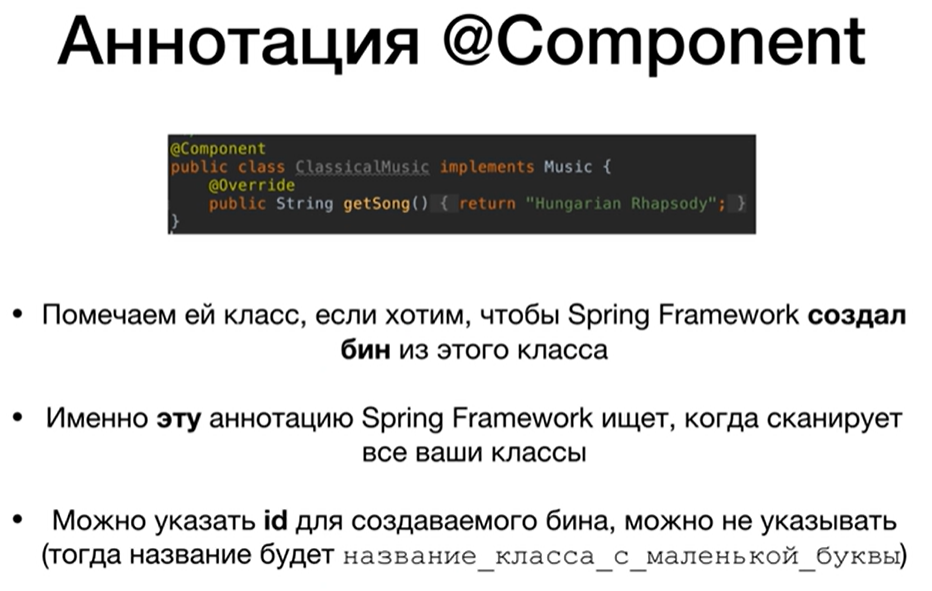 Аннотация @Component
@Component
public class ClassicalMusic implements Music {
@Override
public String getSong() { return "Hungarian Rhapsody"; }
}
• Помечаем ей класс, если хотим, чтобы Spring Framework создал
бин из этого класса
• Именно эту аннотацию Spring Framework ищет, когда сканирует
все ваши классы
• Можно указать id для создаваемого бина, можно не указывать
(тогда название будет название_класса_с_маленькой_буквы)